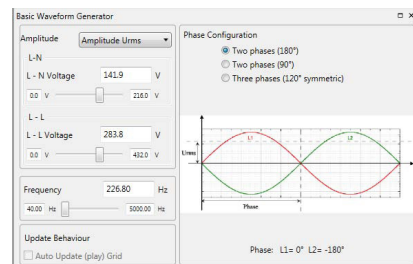 Basic Waveform Generator
Amplitude Amplitude Urms
L-N
L - N Voltage 141.9 V
0.0 V 216.0 V
L - L
L - L Voltage 283.8 V
0.0 V 432.0 V
Frequency 226.80 Hz
40.00 Hz 5000.00 Hz
Update Behaviour
Auto Update (play) Grid
Phase Configuration
Two phases (180°)
Two phases (90°)
Three phases (120° symmetric)
L1 L2
Urms
Phase
Phase: L1= 0° L2= -180°